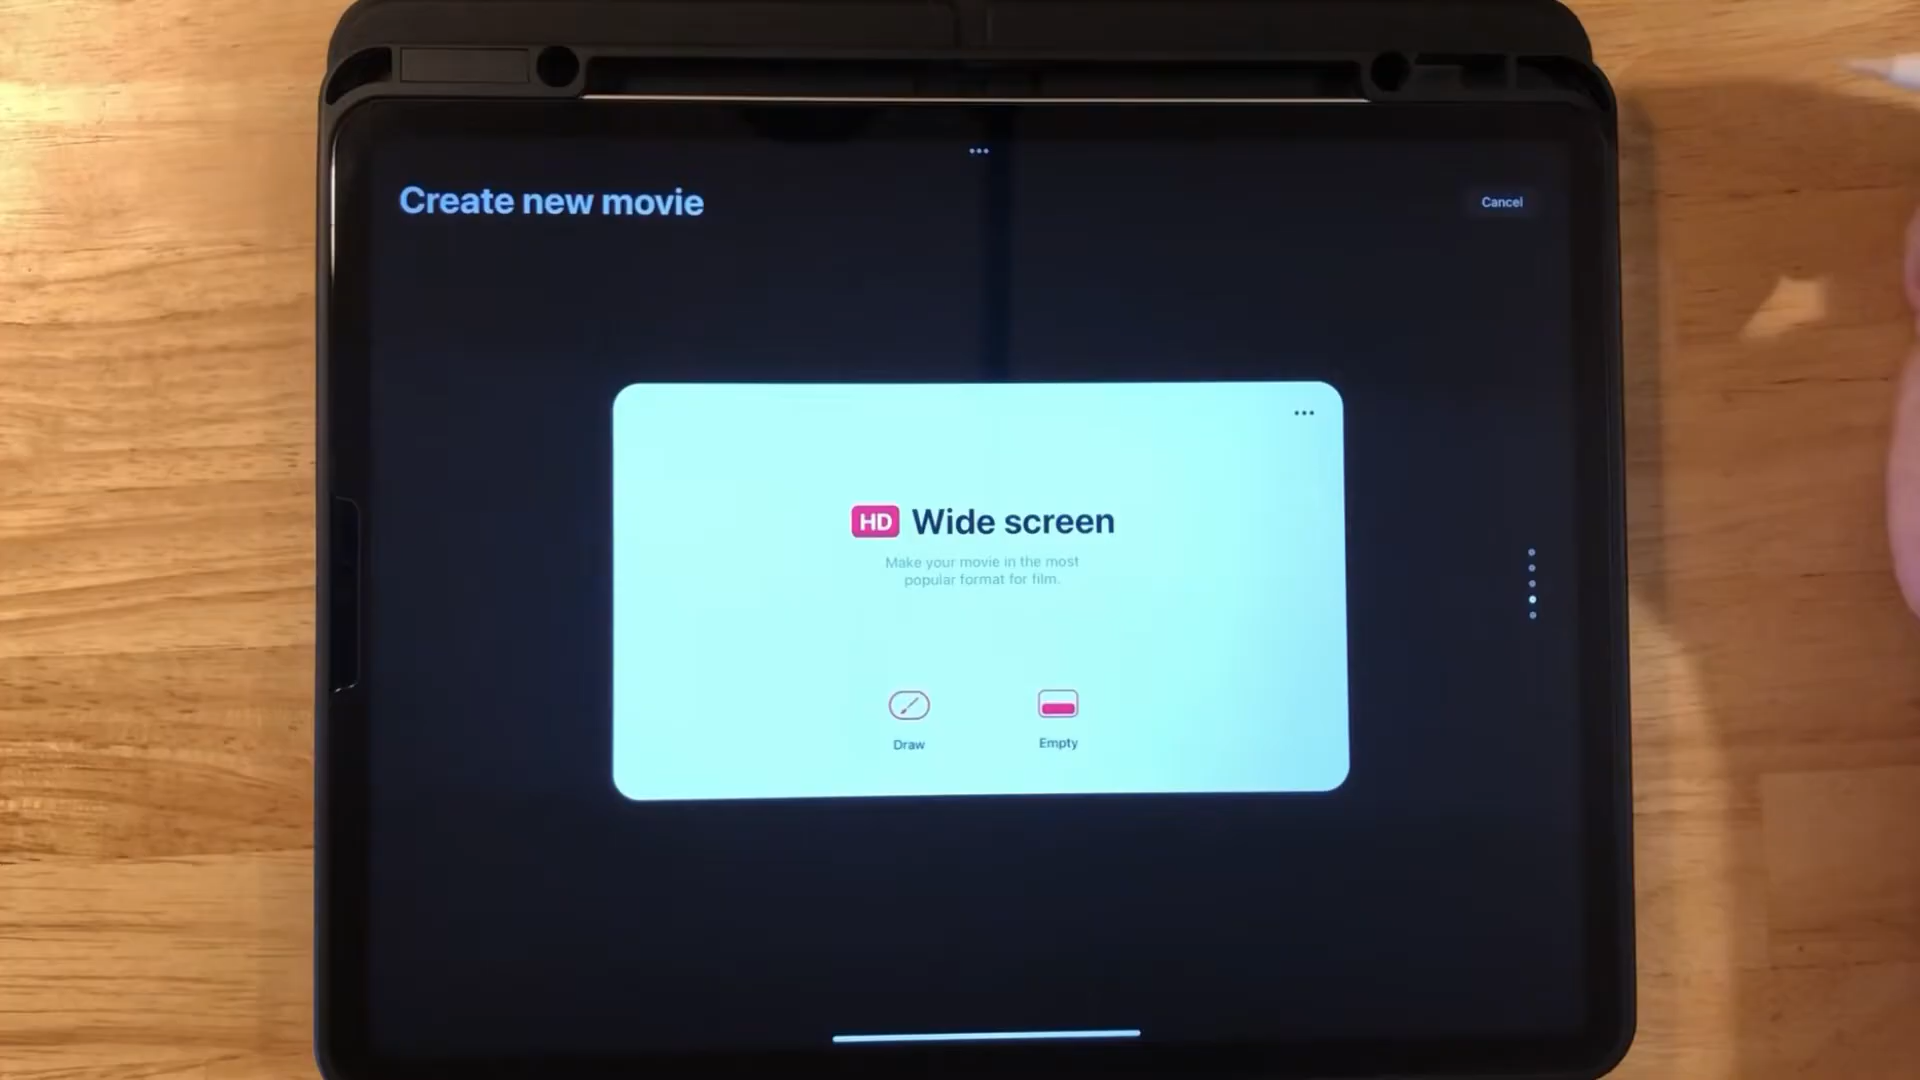 Create new movie
Cancel
HD Wide screen
Make your movie in the most
popular format for film.
Draw
Empty